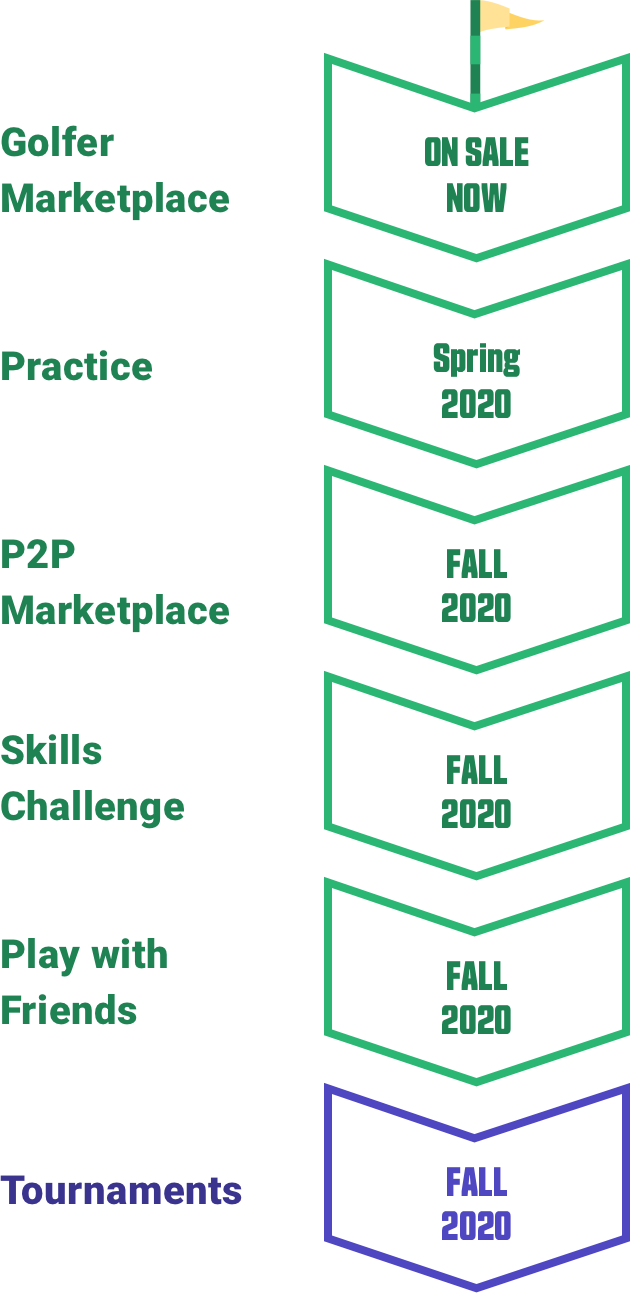 Golfer
Marketplace
ON SALE
NOW
Practice
Spring
2020
P2P
Marketplace
FALL
2020
Skills
Challenge
FALL
2020
Play with
Friends
FALL
2020
Tournaments
FALL
2020